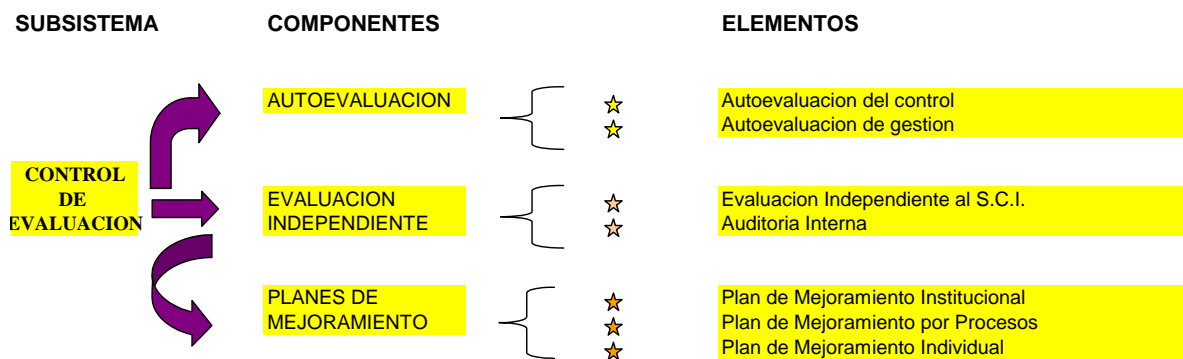 SUBSISTEMA COMPONENTES ELEMENTOS
AUTOEVALUACION
Autoevaluacion del control
Autoevaluacion de gestion
CONTROL
DE
EVALUACION
EVALUACION
INDEPENDIENTE
Evaluacion Independiente al S.C.I.
Auditoria Interna
PLANES DE
MEJORAMIENTO
Plan de Mejoramiento Institucional
Plan de Mejoramiento por Procesos
Plan de Mejoramiento Individual